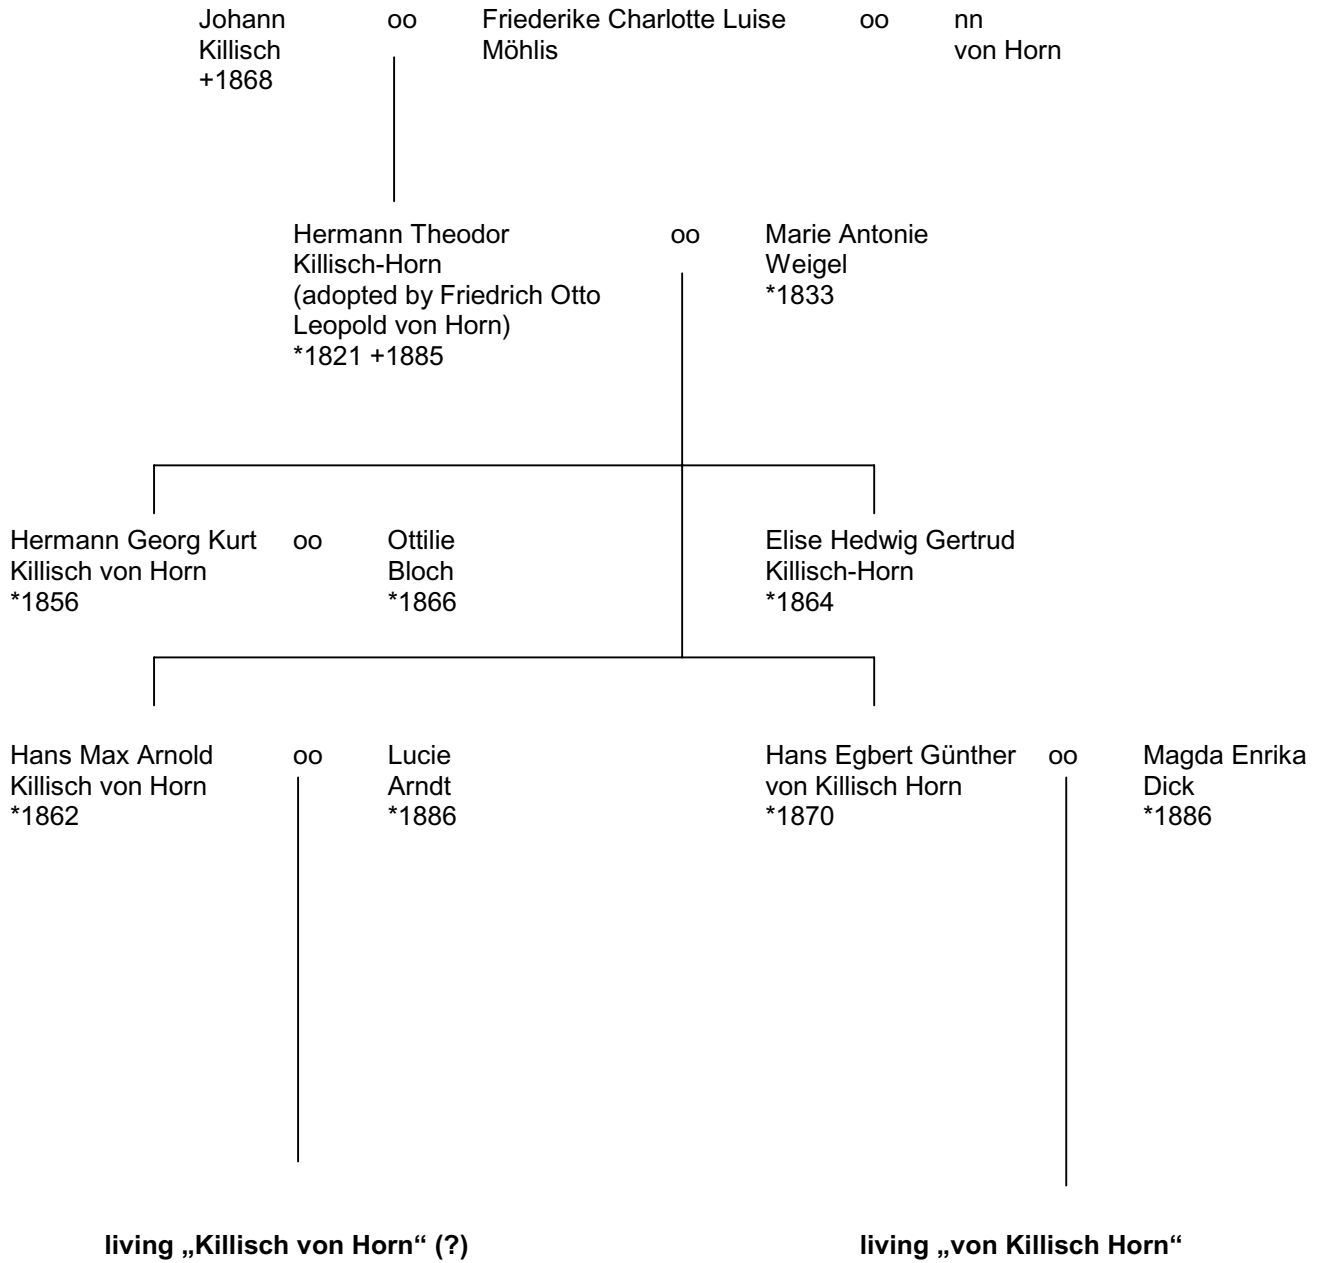 Johann oo Friederike Charlotte Luise oo nn
Killisch Möhlis von Horn
+1868
Hermann Theodor oo Marie Antonie
Killisch-Horn Weigel
(adopted by Friedrich Otto *1833
Leopold von Horn)
*1821 +1885
Hermann Georg Kurt oo Ottilie Elise Hedwig Gertrud
Killisch von Horn Bloch Killisch-Horn
*1856 *1866 *1864
Hans Max Arnold oo Lucie Hans Egbert Günther oo Magda Enrika
Killisch von Horn Arndt von Killisch Horn Dick
*1862 *1886 *1870 *1886
living „Killisch von Horn“ (?) living „von Killisch Horn“